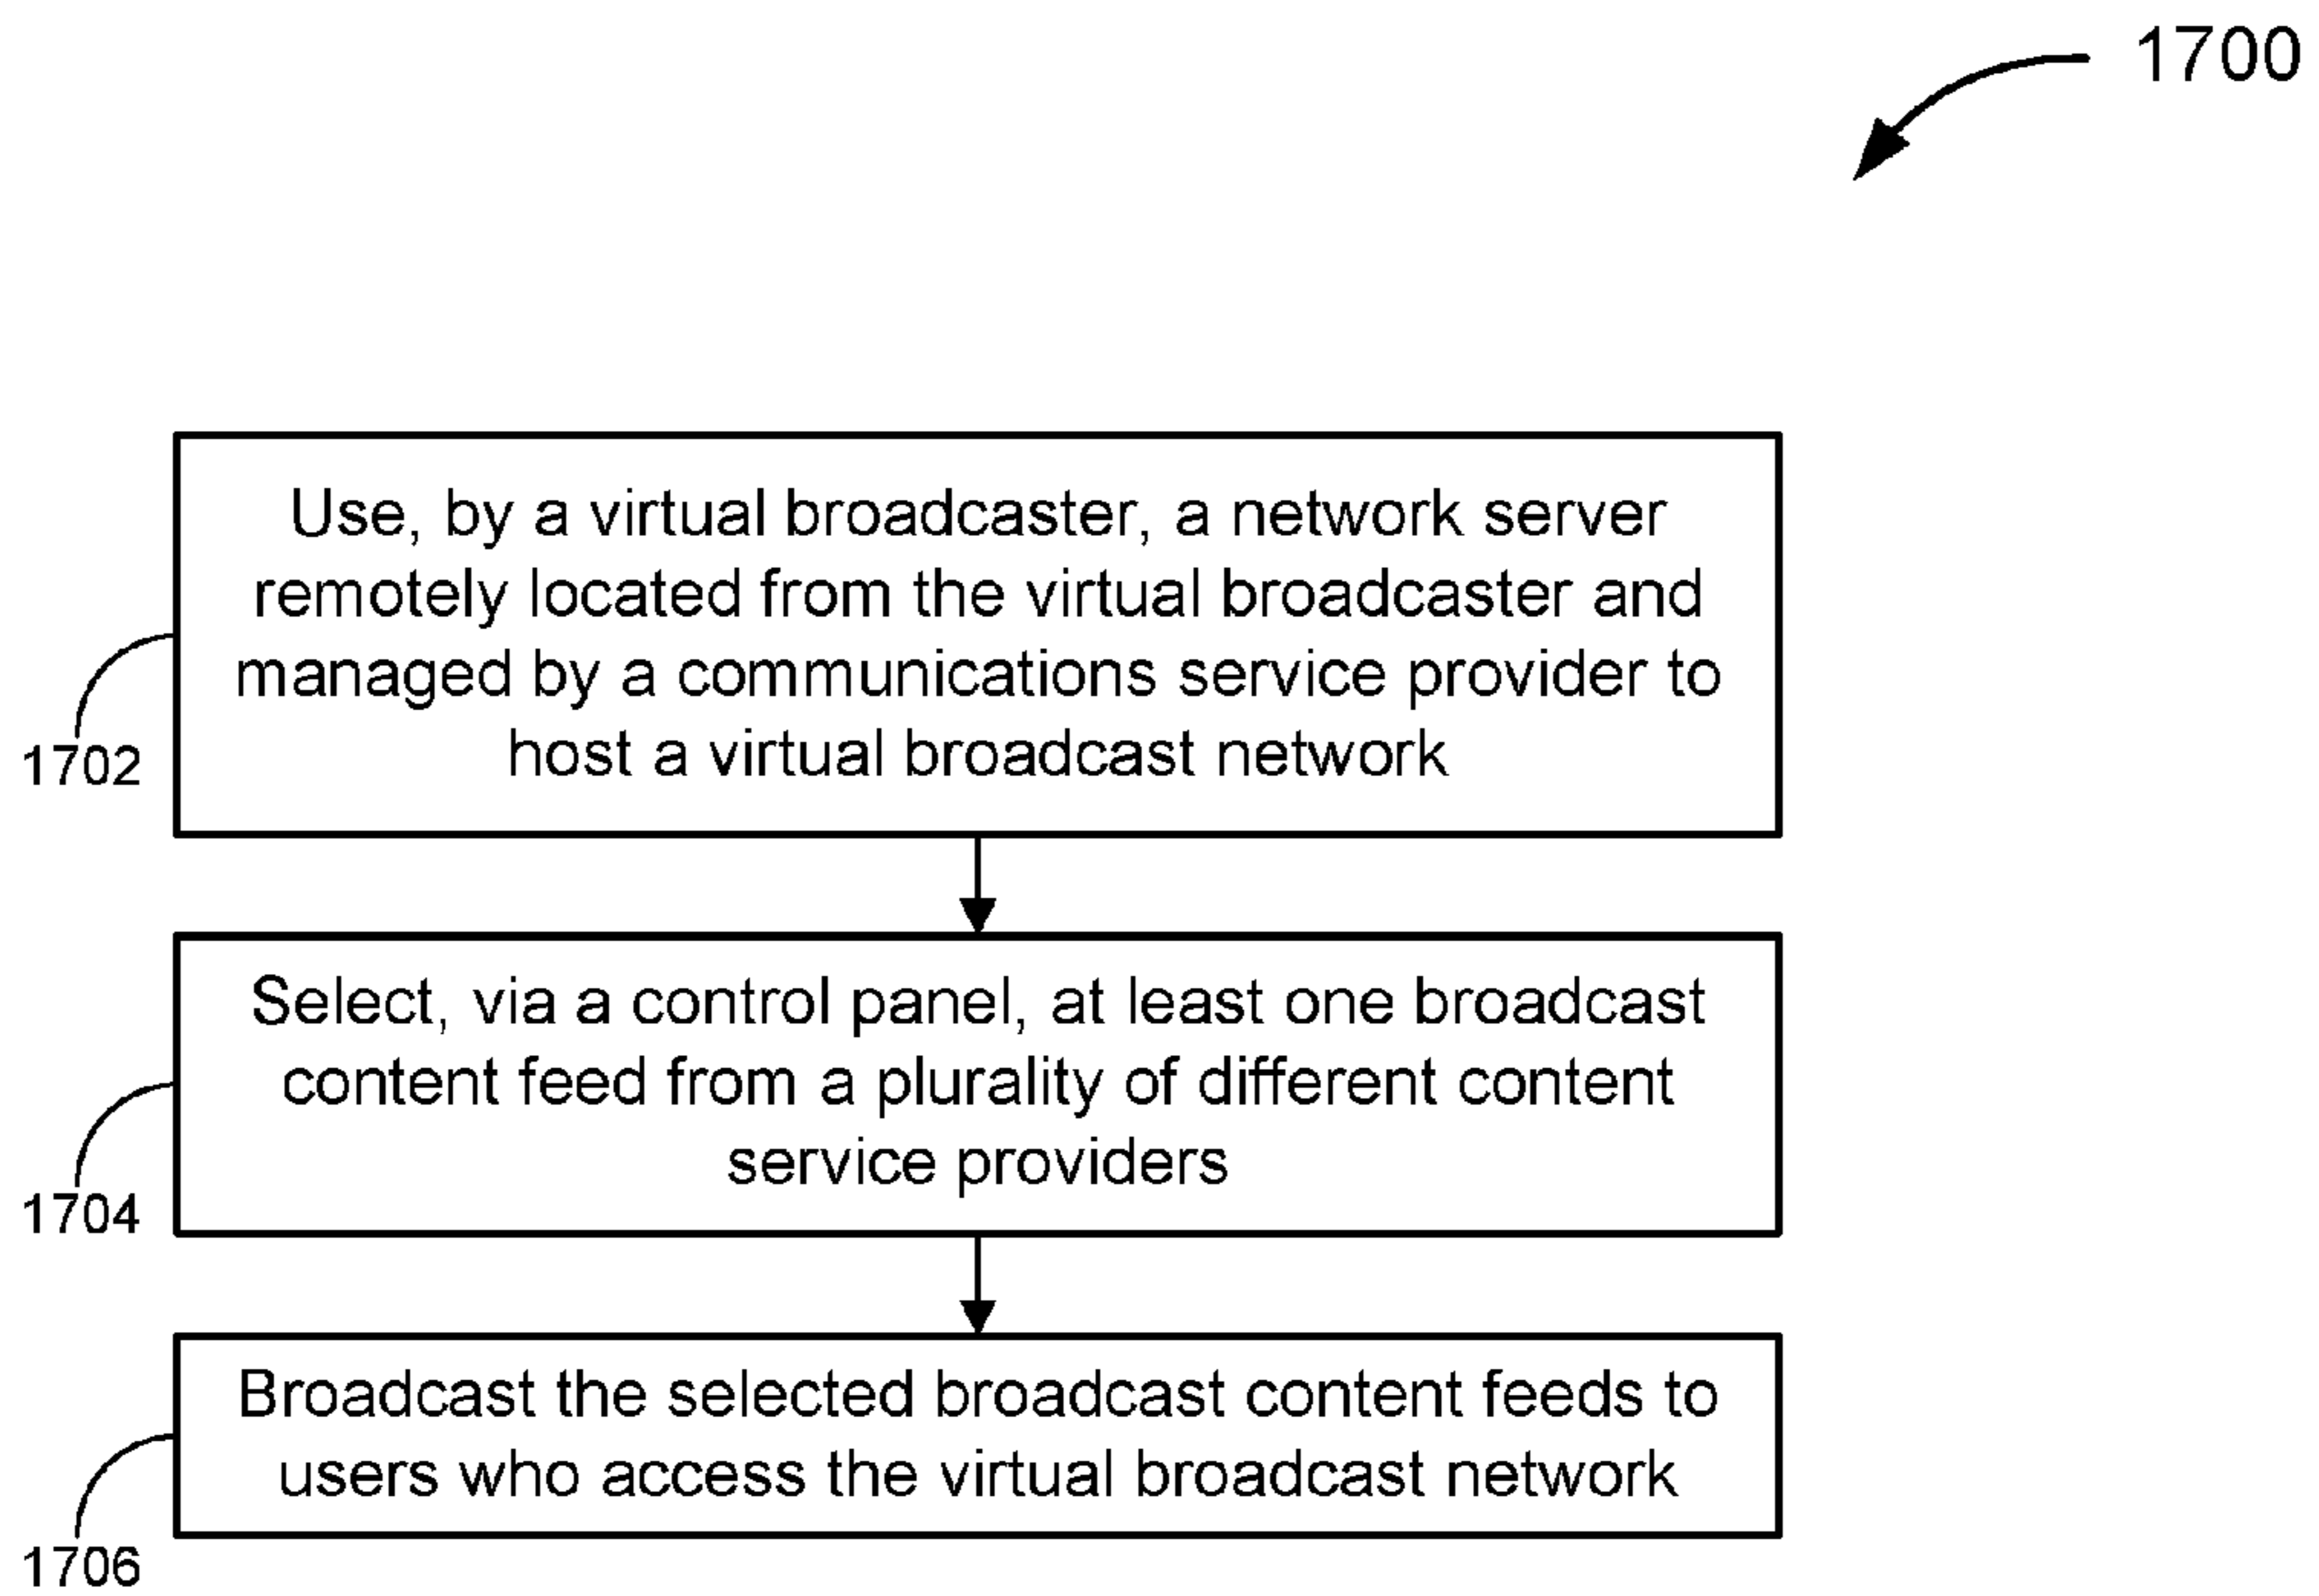 1700
Use, by a virtual broadcaster, a network server
remotely located from the virtual broadcaster and
managed by a communications service provider to
host a virtual broadcast network
1702
Select, via a control panel, at least one broadcast
content feed from a plurality of different content
service providers
1704
Broadcast the selected broadcast content feeds to
users who access the virtual broadcast network
1706